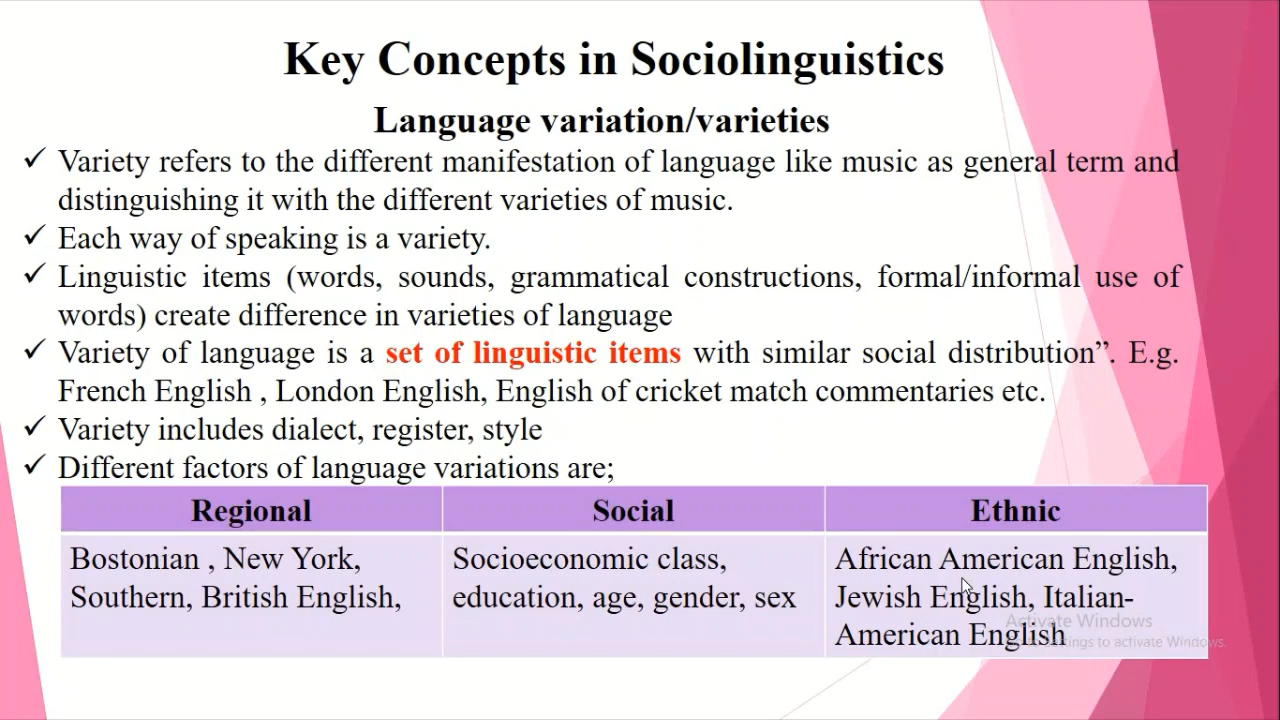 Key Concepts in Sociolinguistics
Language variation/varieties
✓ Variety refers to the different manifestation of language like music as general term and
distinguishing it with the different varieties of music.
✓ Each way of speaking is a variety.
✓ Linguistic items (words, sounds, grammatical constructions, formal/informal use of
words) create difference in varieties of language
✓ Variety of language is a set of linguistic items with similar social distribution”. E.g.
French English , London English, English of cricket match commentaries etc.
✓ Variety includes dialect, register, style
✓ Different factors of language variations are;
Regional
Social
Ethnic
Bostonian , New York,
Southern, British English,
Socioeconomic class,
education, age, gender, sex
African American English,
Jewish English, Italian-
American English
Activate Windows
to activate Windows.